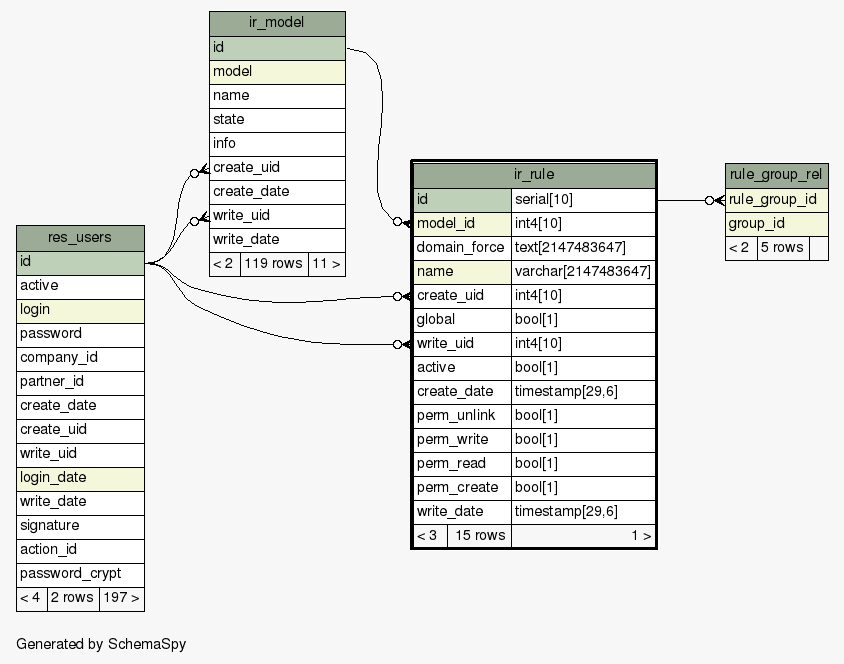 ir_model
id
model
name
state
info
create_uid
create_date
write_uid
write_date
< 2 119 rows 11 >
ir_rule
id serial[10]
model_id int4[10]
domain_force text[2147483647]
name varchar[2147483647]
create_uid int4[10]
global bool[1]
write_uid int4[10]
active bool[1]
create_date timestamp[29,6]
perm_unlink bool[1]
perm_write bool[1]
perm_read bool[1]
perm_create bool[1]
write_date timestamp[29,6]
< 3 15 rows 1 >
rule_group_rel
rule_group_id
group_id
< 2 5 rows
res_users
id
active
login
password
company_id
partner_id
create_date
create_uid
write_uid
login_date
write_date
signature
action_id
password_crypt
< 4 2 rows 197 >
Generated by SchemaSpy